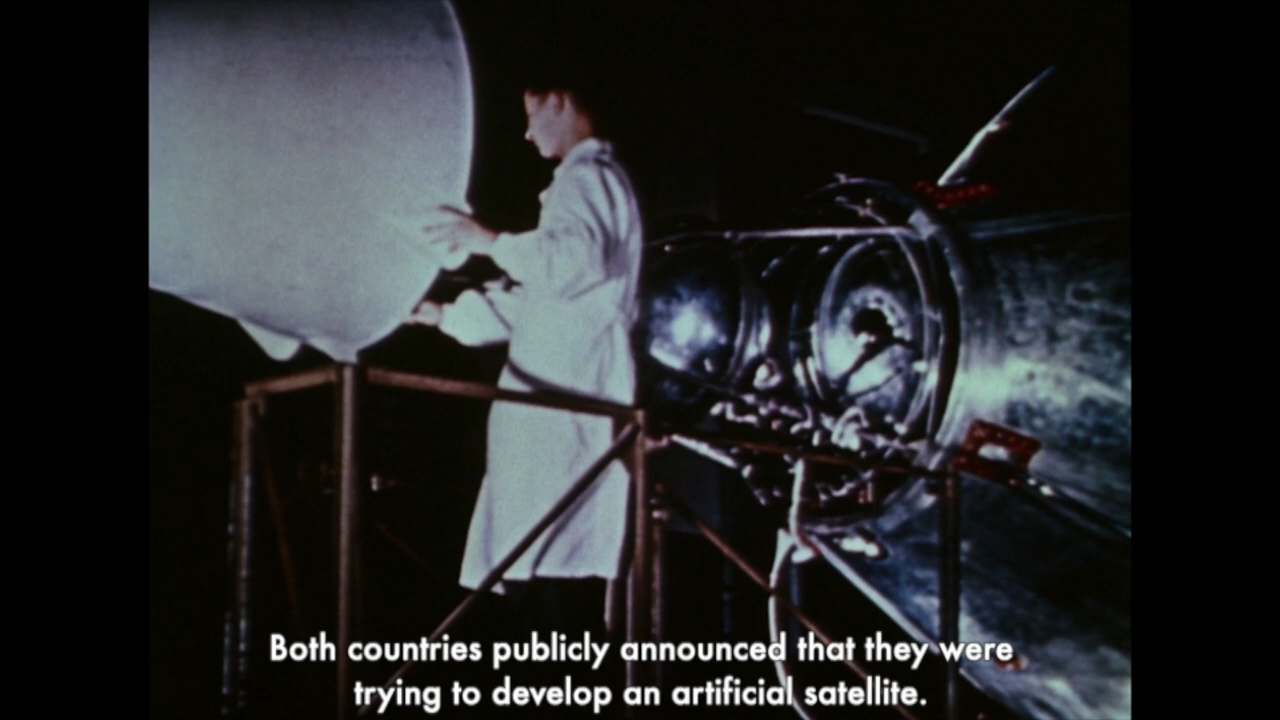 Both countries publicly announced that they were
trying to develop an artificial satellite.